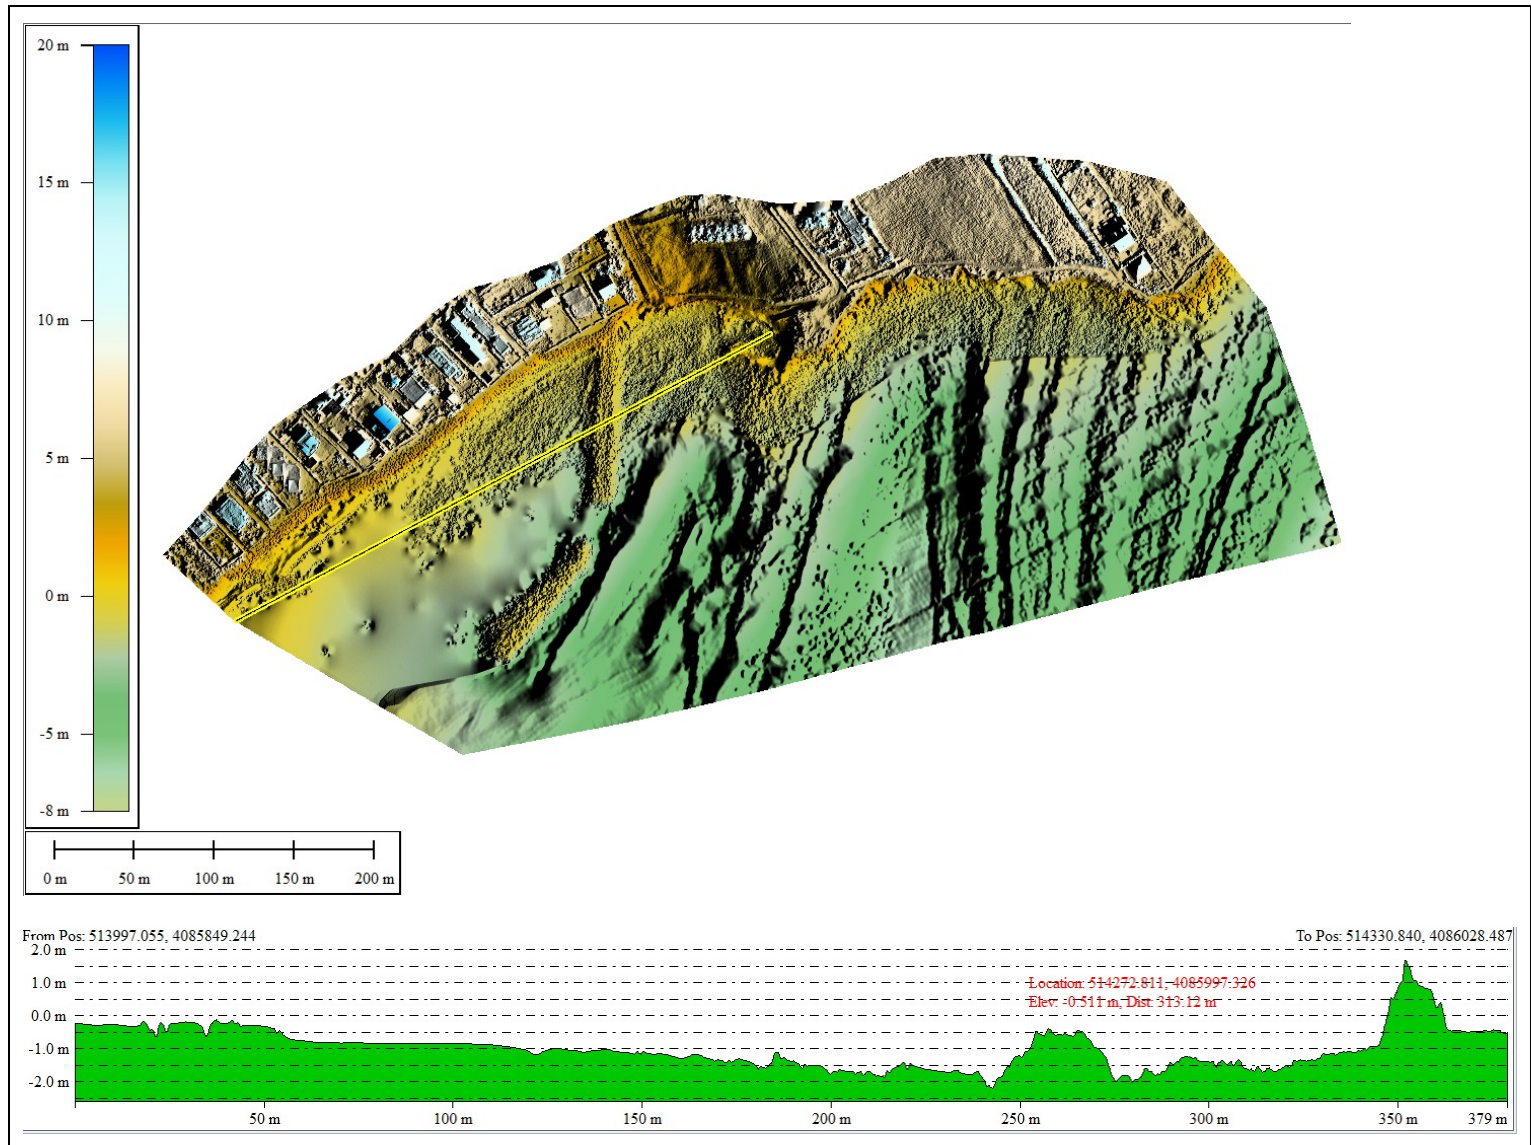 20 m
15 m
10 m
5 m
0 m
-5 m
-8 m
0 m 50 m 100 m 150 m 200 m
From Pos: 513997.055, 4085849.244 To Pos: 514330.840, 4086028.487
2.0 m
1.0 m
Location: 514272.811, 4085997.326
Elev: -0.511 m, Dist: 313.12 m
0.0 m
-1.0 m
-2.0 m
50 m 100 m 150 m 200 m 250 m 300 m 350 m 379 m